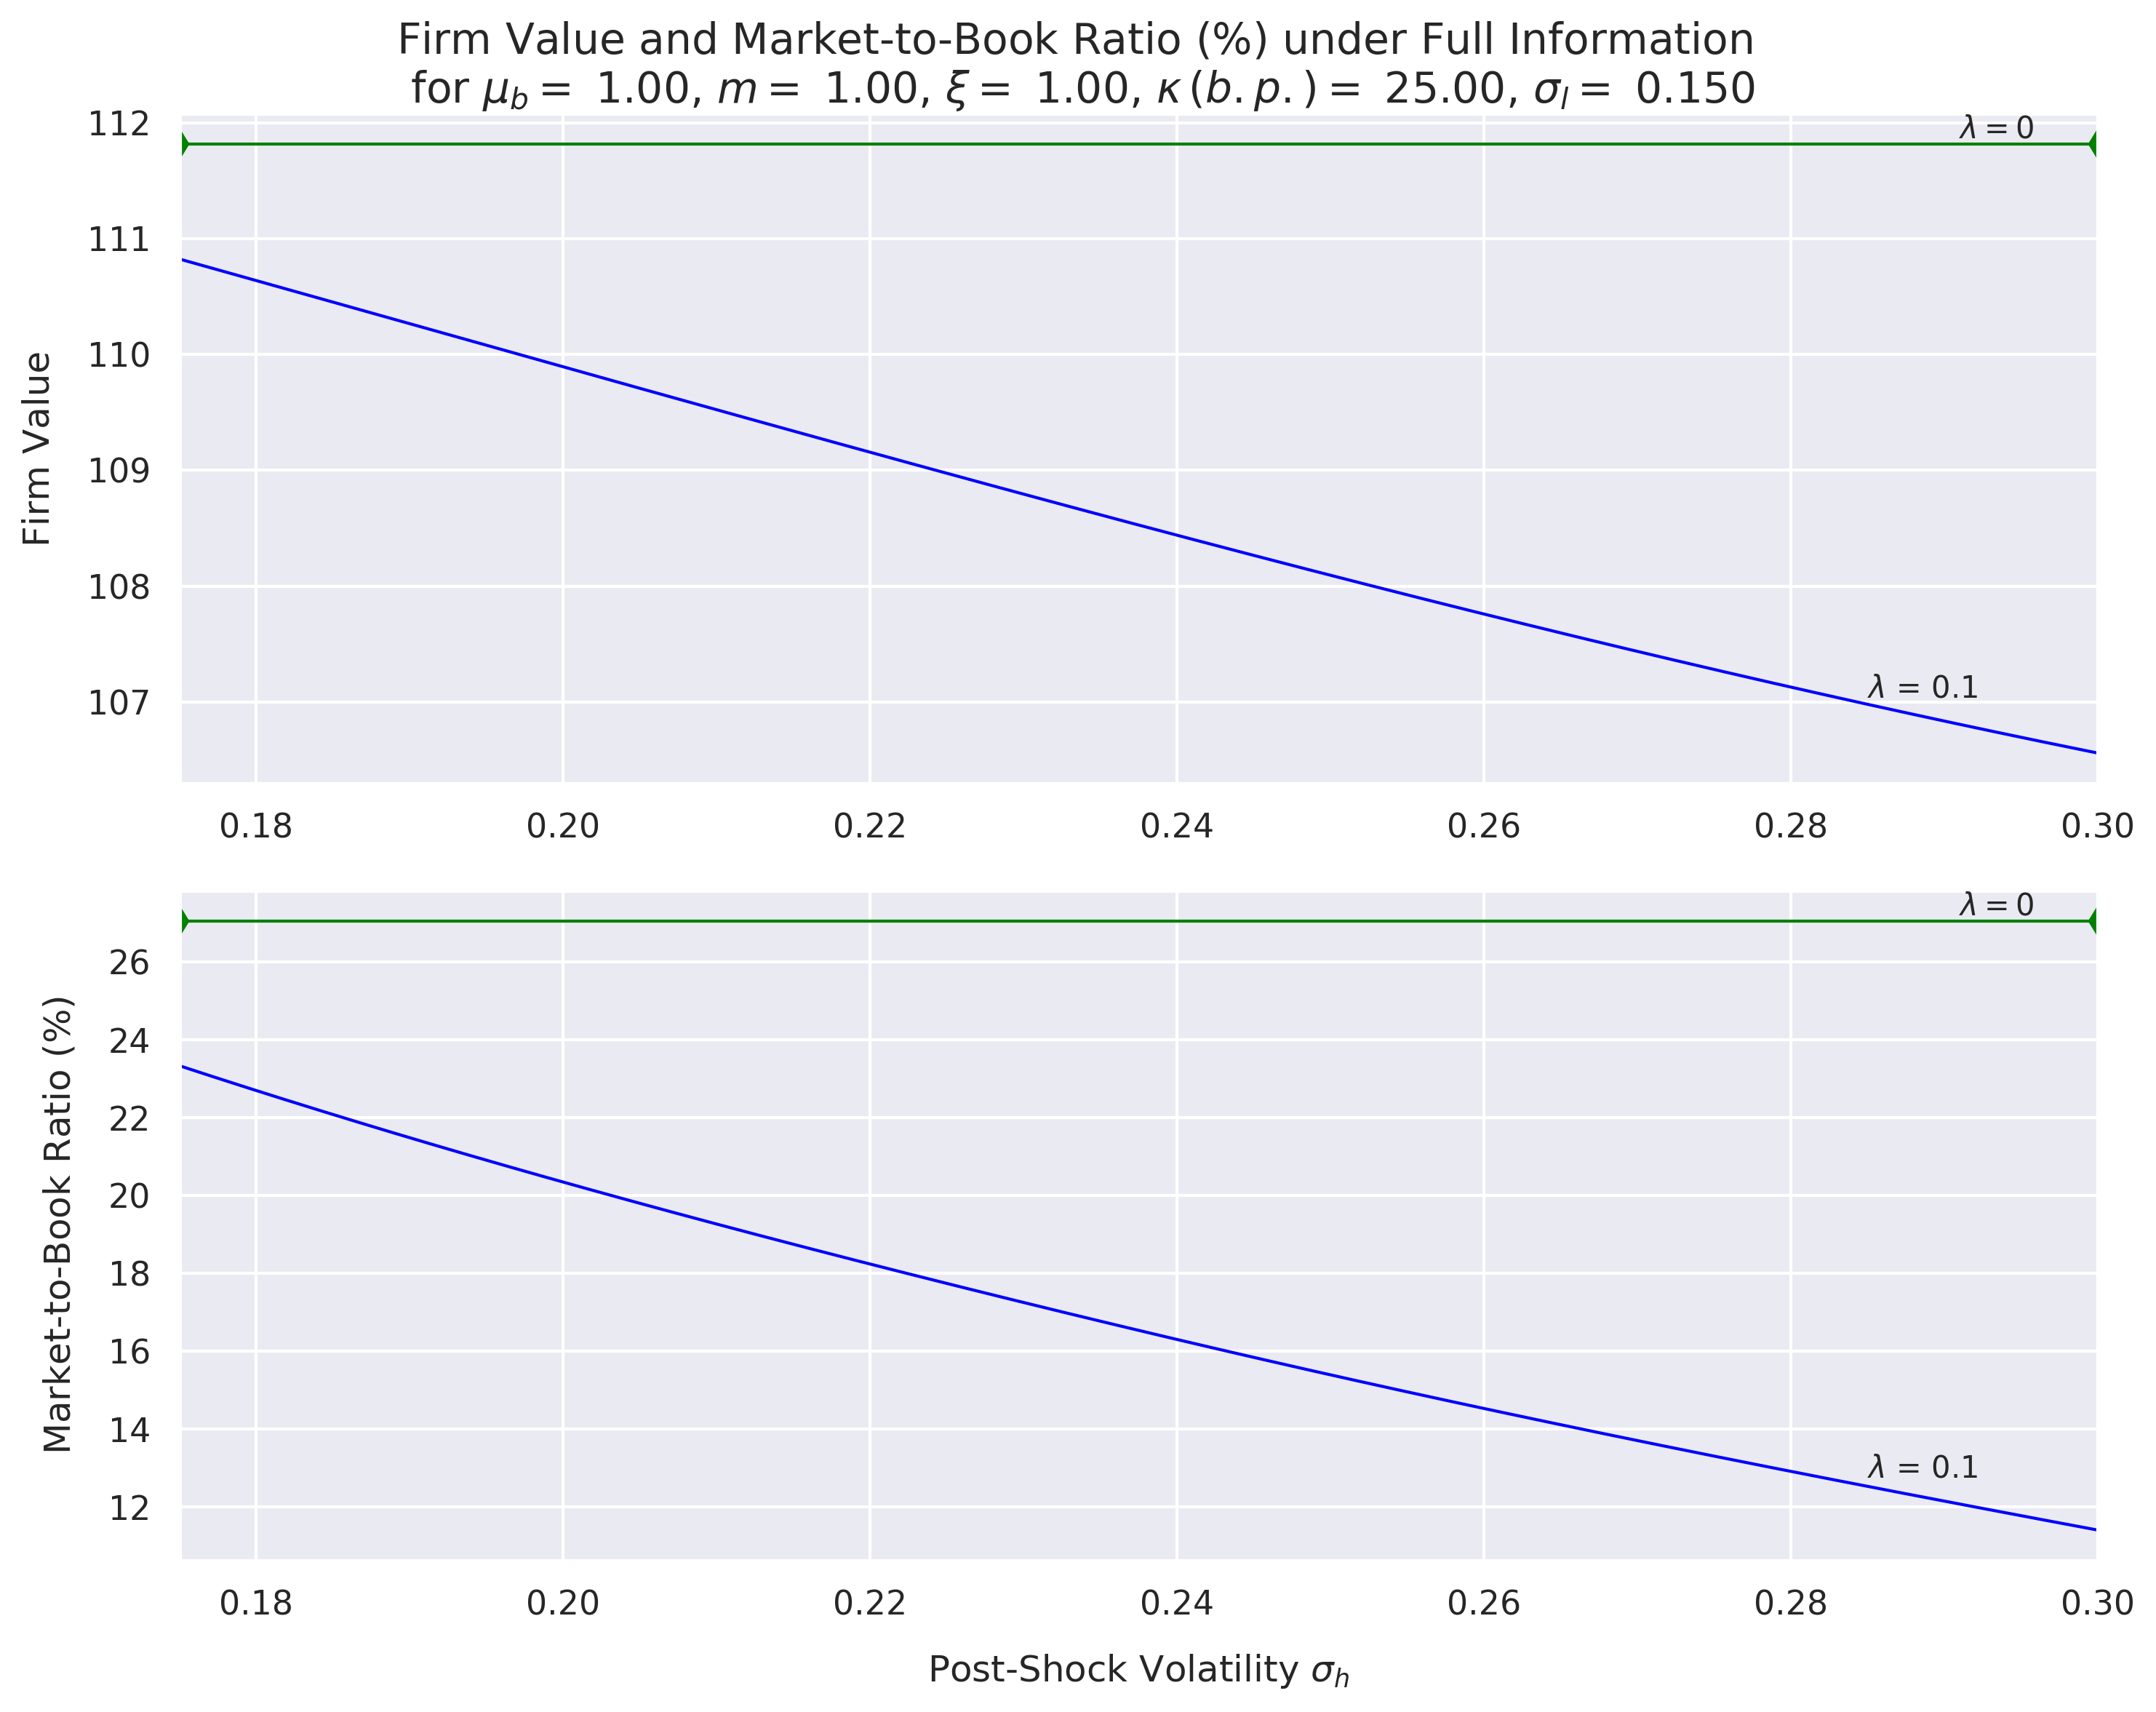 Firm Value and Market-to-Book Ratio (%) under Full Information
for μ_b = 1.00, m = 1.00, ξ = 1.00, κ(b.p.) = 25.00, σ_l = 0.150
112
111
110
109
108
107
Firm Value
λ = 0
λ = 0.1
0.18 0.20 0.22 0.24 0.26 0.28 0.30
26
24
22
20
18
16
14
12
Market-to-Book Ratio (%)
λ = 0
λ = 0.1
0.18 0.20 0.22 0.24 0.26 0.28 0.30
Post-Shock Volatility σ_h